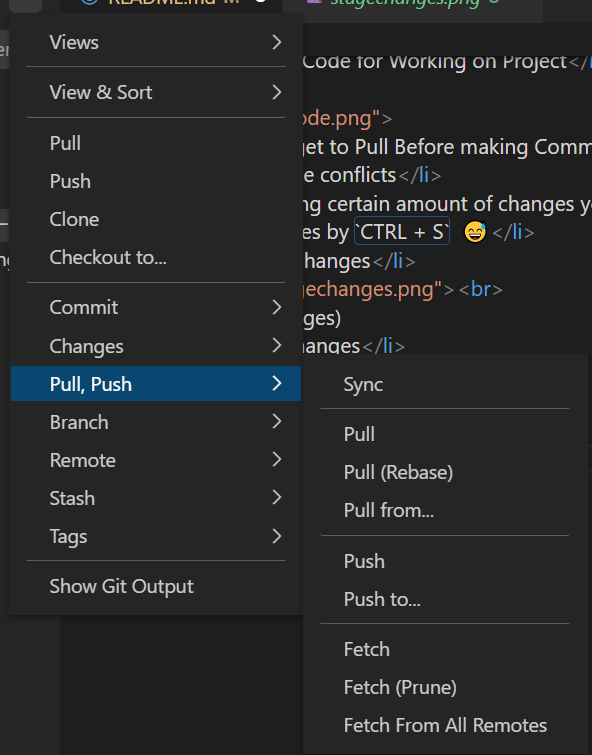 README.md M
stagechanges.png
Views
View & Sort
Pull
Push
Clone
Checkout to...
Commit
Changes
Pull, Push
Branch
Remote
Stash
Tags
Show Git Output
Code for Working on Project</
ode.png">
get to Pull Before making Comm
e conflicts</li>
ng certain amount of changes y
es by `CTRL + S` 😅 </li>
hanges</li>
gechanges.png"><br>
ges)
hanges</li>
Sync
Pull
Pull (Rebase)
Pull from...
Push
Push to...
Fetch
Fetch (Prune)
Fetch From All Remotes